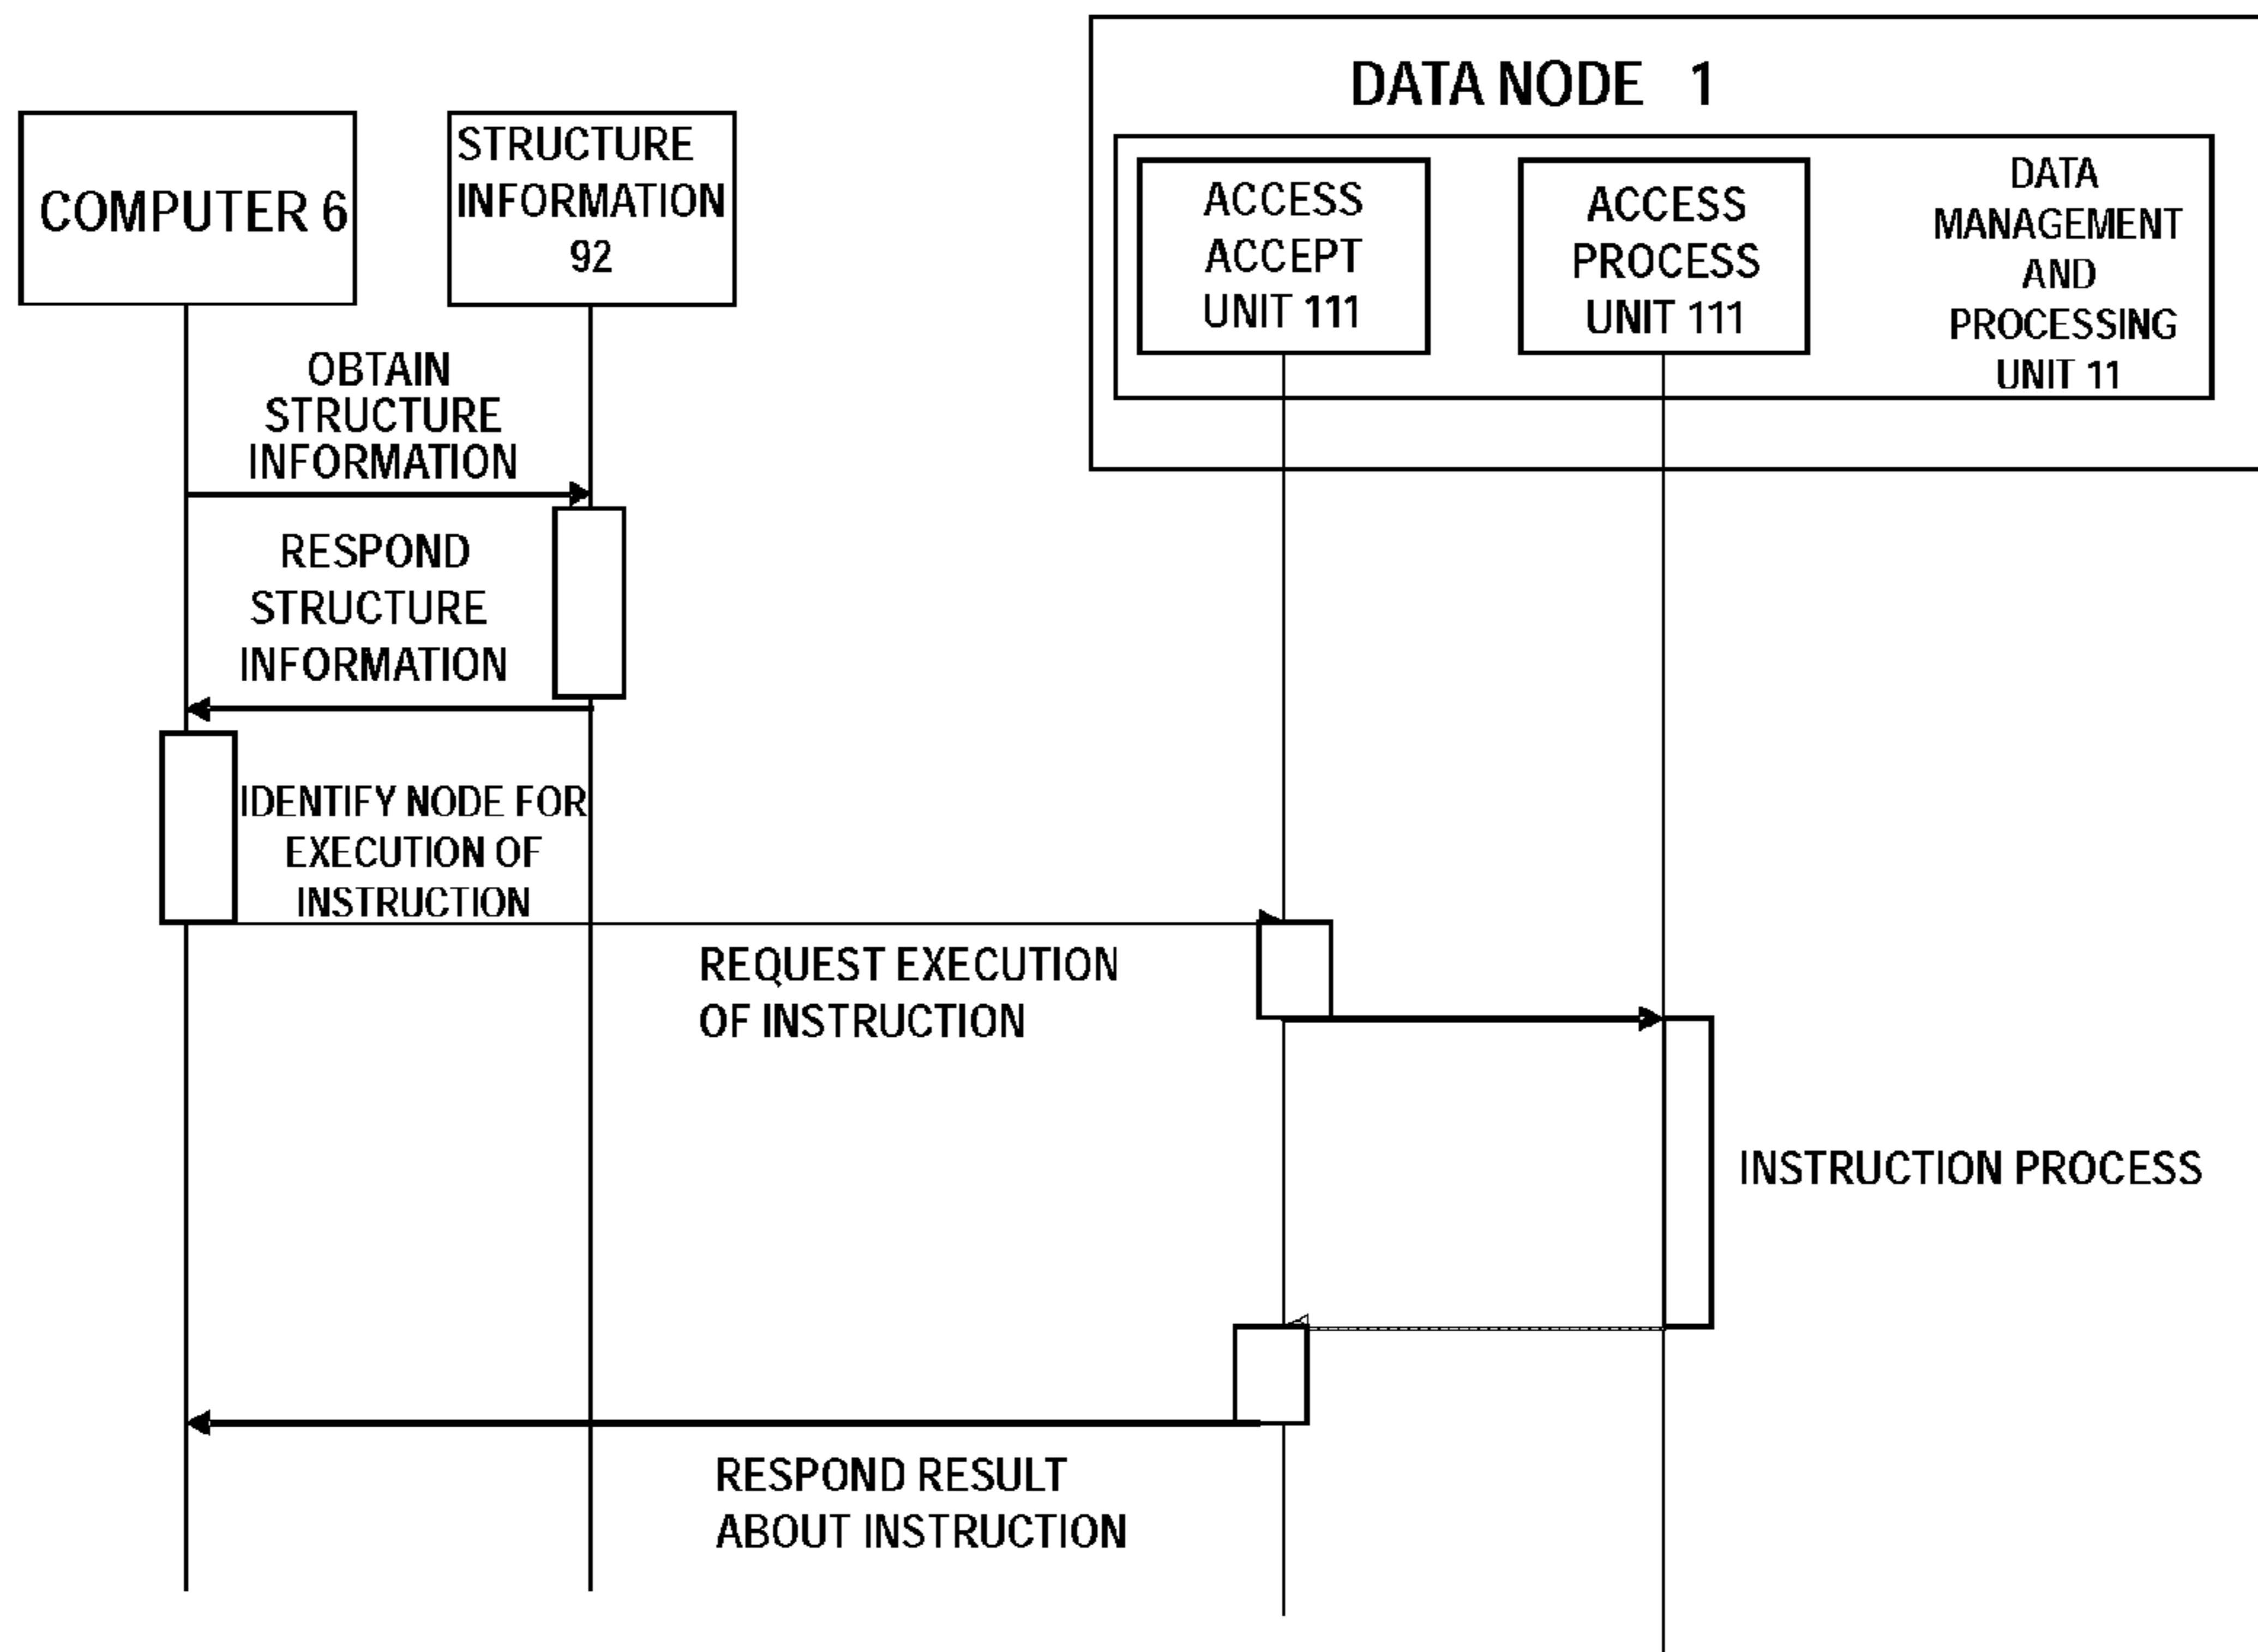 DATA NODE 1
COMPUTER 6
STRUCTURE
INFORMATION
92
ACCESS
ACCEPT
UNIT 111
ACCESS
PROCESS
UNIT 111
DATA
MANAGEMENT
AND
PROCESSING
UNIT 11
OBTAIN
STRUCTURE
INFORMATION
RESPOND
STRUCTURE
INFORMATION
IDENTIFY NODE FOR
EXECUTION OF
INSTRUCTION
REQUEST EXECUTION
OF INSTRUCTION
INSTRUCTION PROCESS
RESPOND RESULT
ABOUT INSTRUCTION